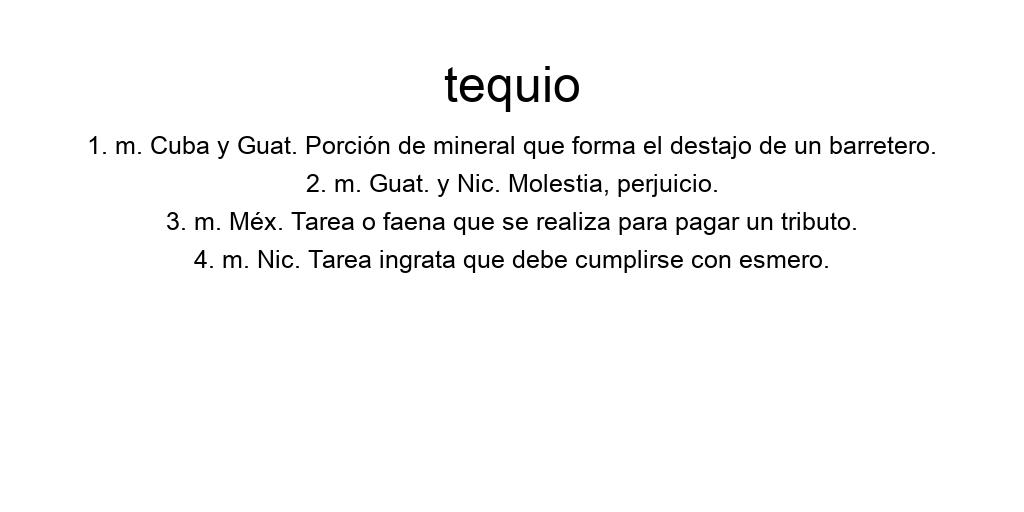 tequio
1. m. Cuba y Guat. Porción de mineral que forma el destajo de un barretero.
2. m. Guat. y Nic. Molestia, perjuicio.
3. m. Méx. Tarea o faena que se realiza para pagar un tributo.
4. m. Nic. Tarea ingrata que debe cumplirse con esmero.